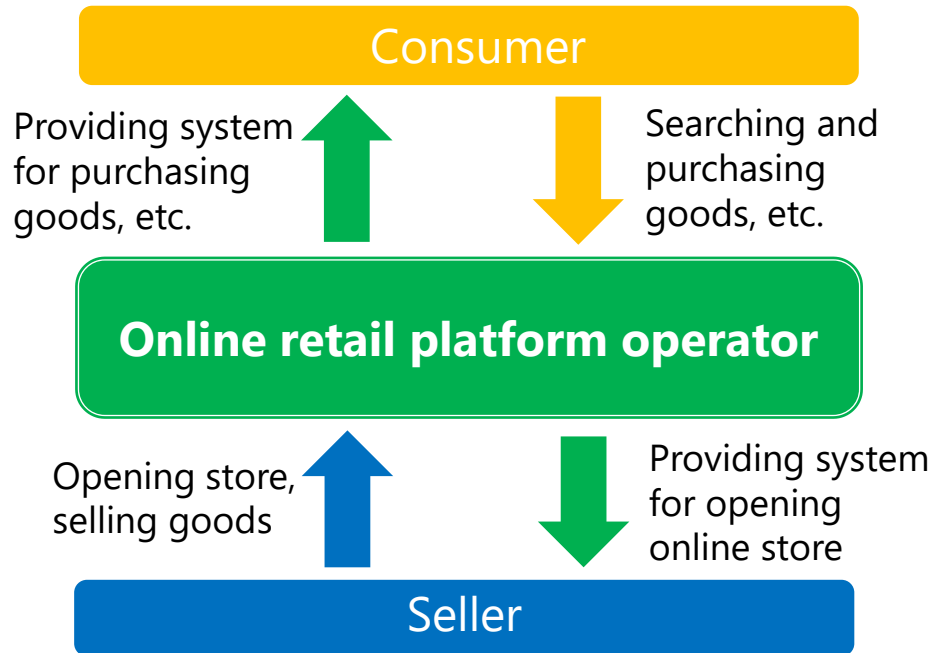 Consumer
Providing system
for purchasing
goods, etc.
Searching and
purchasing
goods, etc.
Online retail platform operator
Opening store,
selling goods
Providing system
for opening
online store
Seller